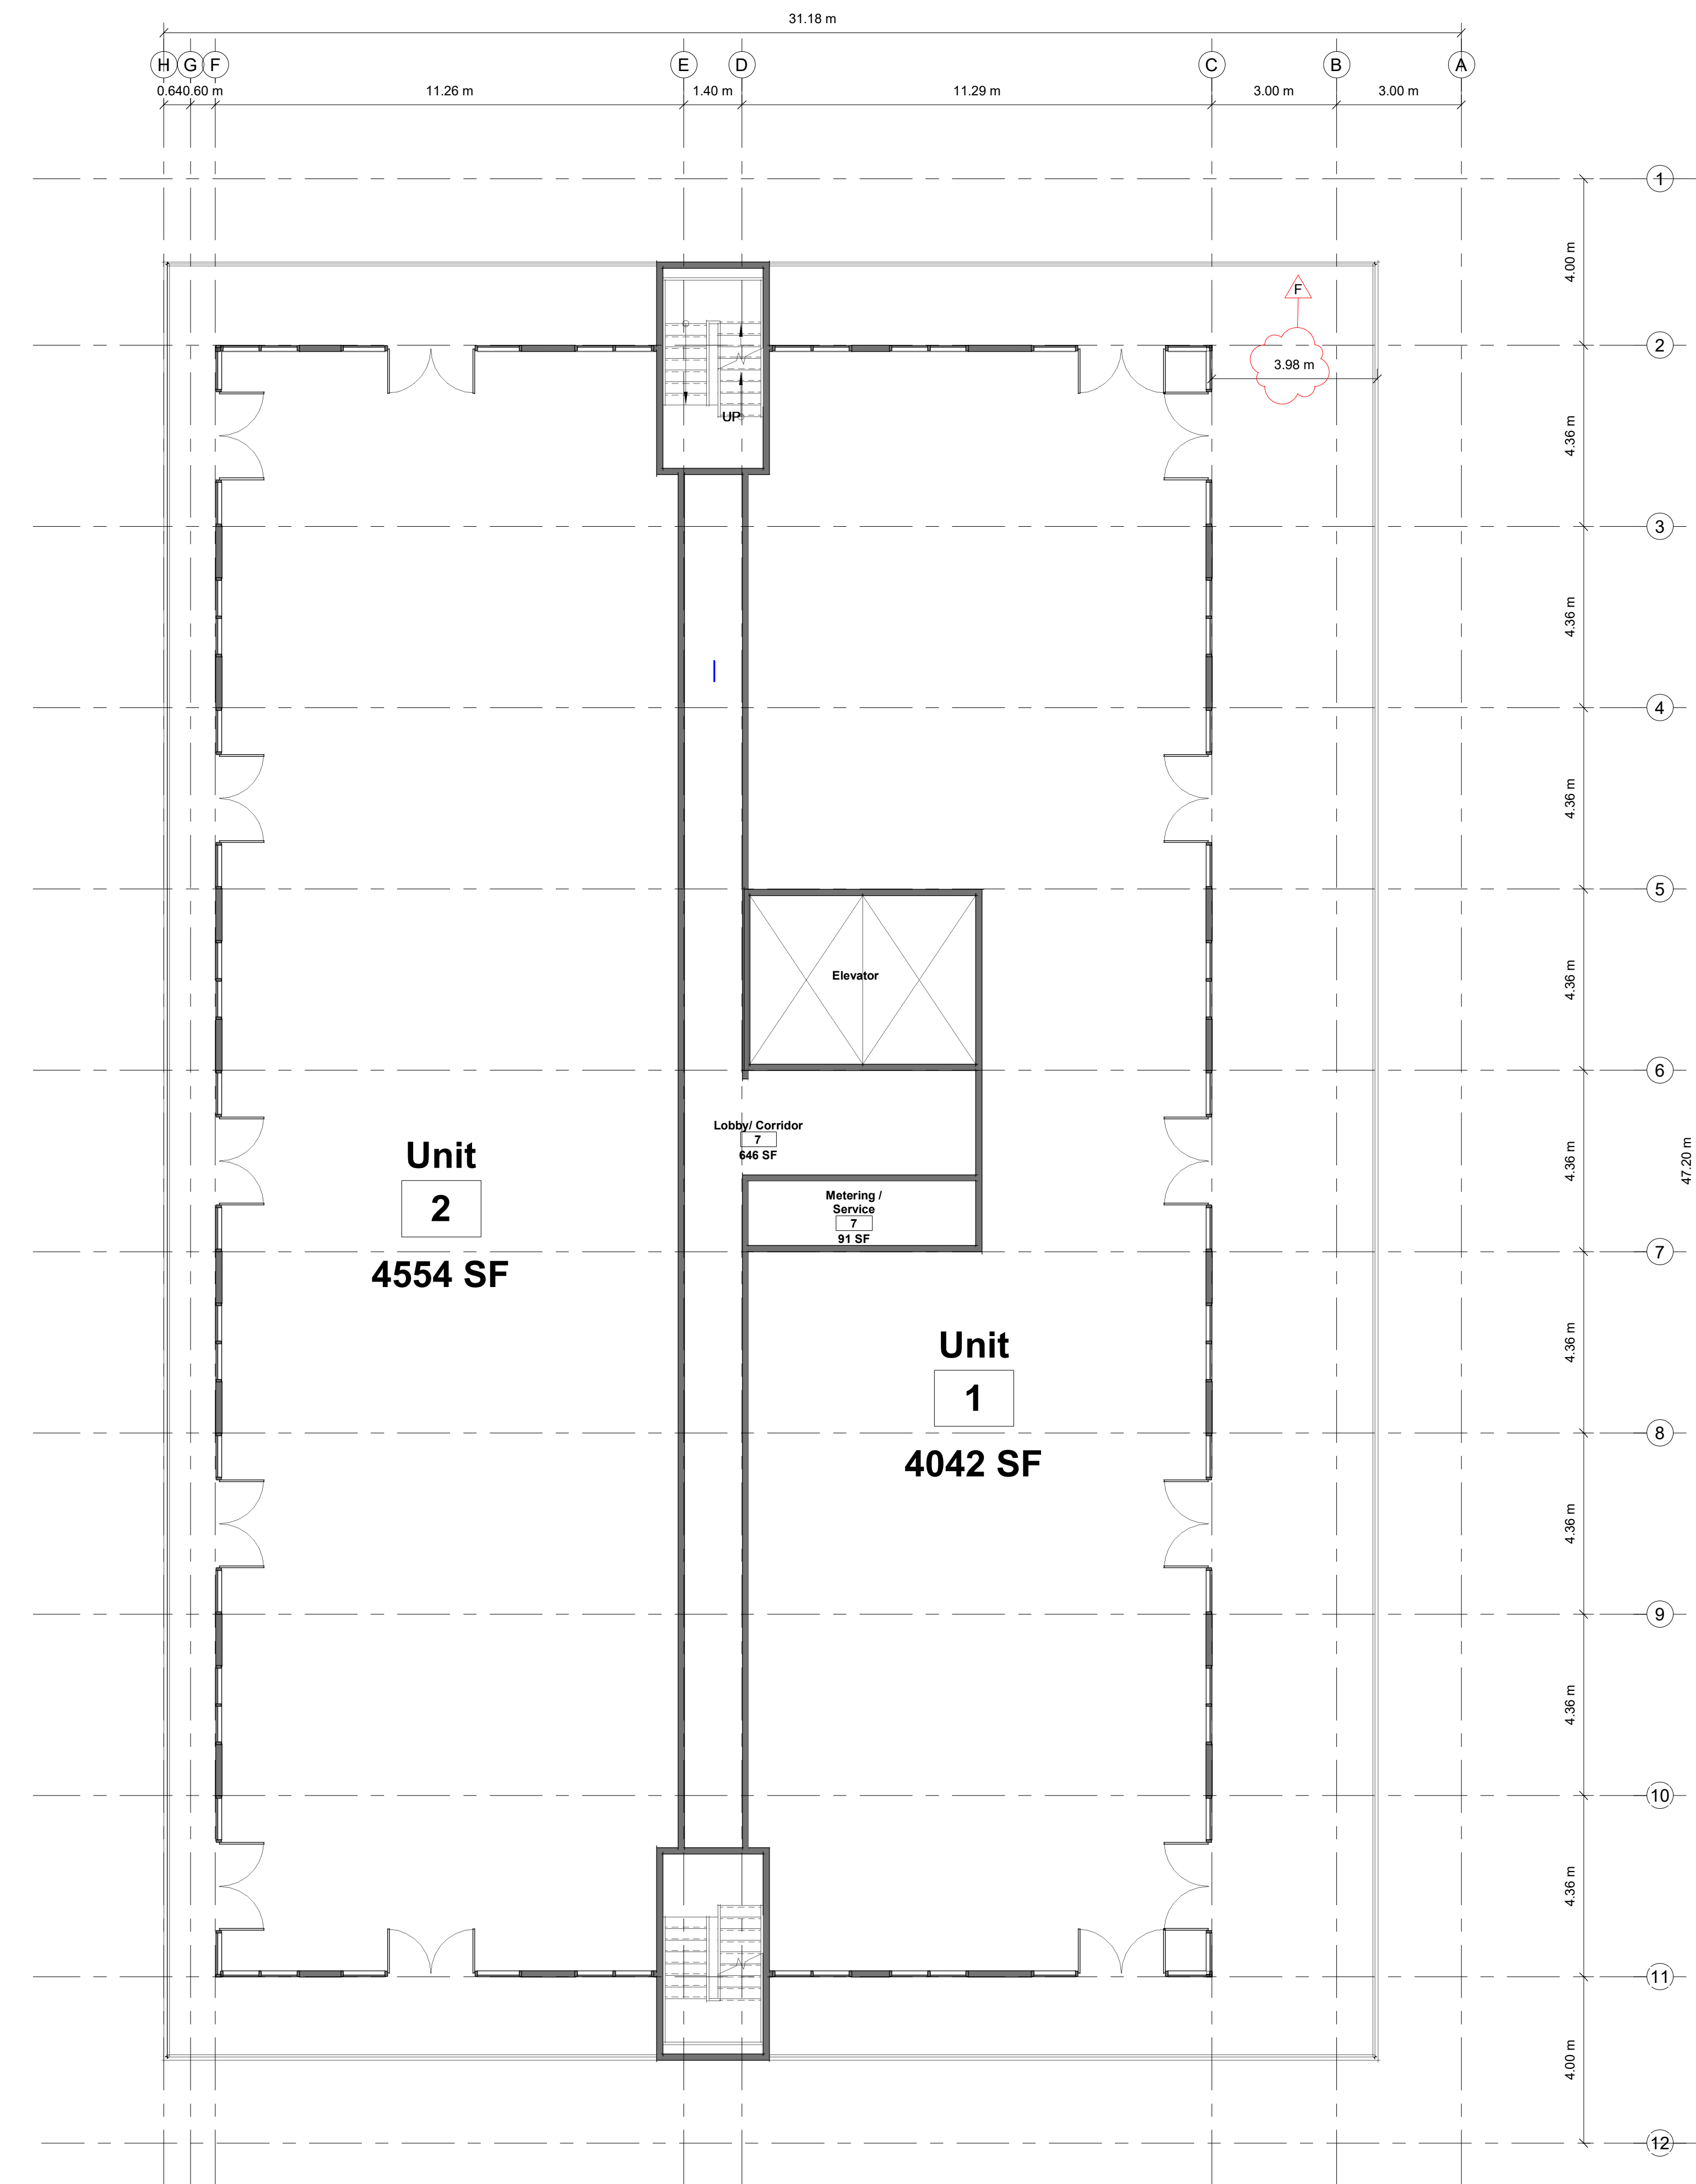 31.18 m
H G F E D C B A
0.640.60 m 11.26 m 1.40 m 11.29 m 3.00 m 3.00 m
1
4.00 m
F
2
3.98 m
UP
4.36 m
3
4.36 m
4
4.36 m
5
Elevator
4.36 m
6
Lobby/ Corridor
7
646 SF
Unit
2
4554 SF
Metering /
Service
7
91 SF
4.36 m
47.20 m
7
Unit
1
4042 SF
4.36 m
8
4.36 m
9
4.36 m
10
4.36 m
11
4.00 m
12